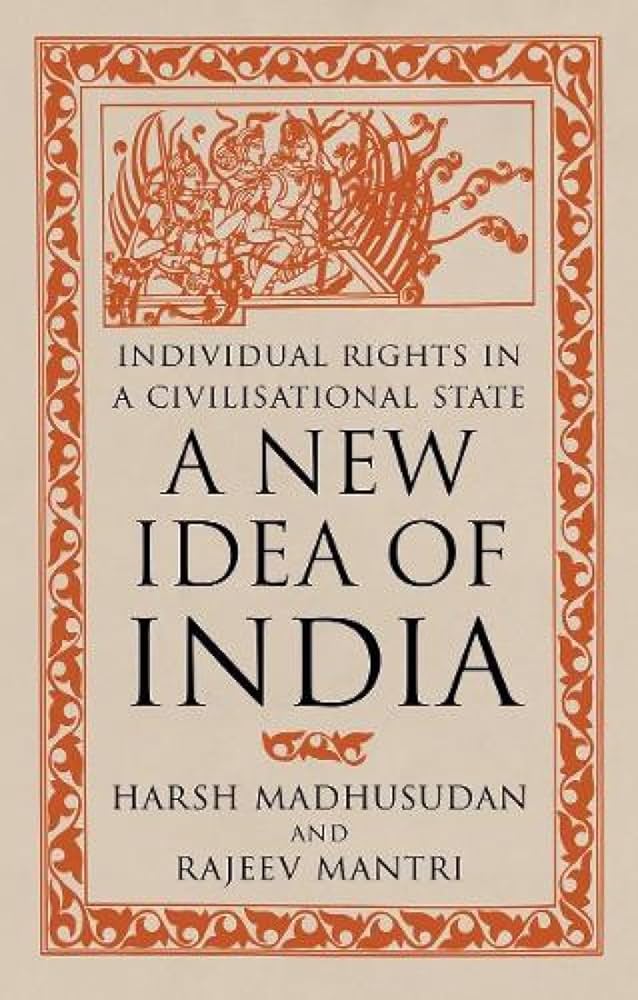 INDIVIDUAL RIGHTS IN
A CIVILISATIONAL STATE
A NEW
IDEA OF
INDIA
HARSH MADHUSUDAN
AND
RAJEEV MANTRI